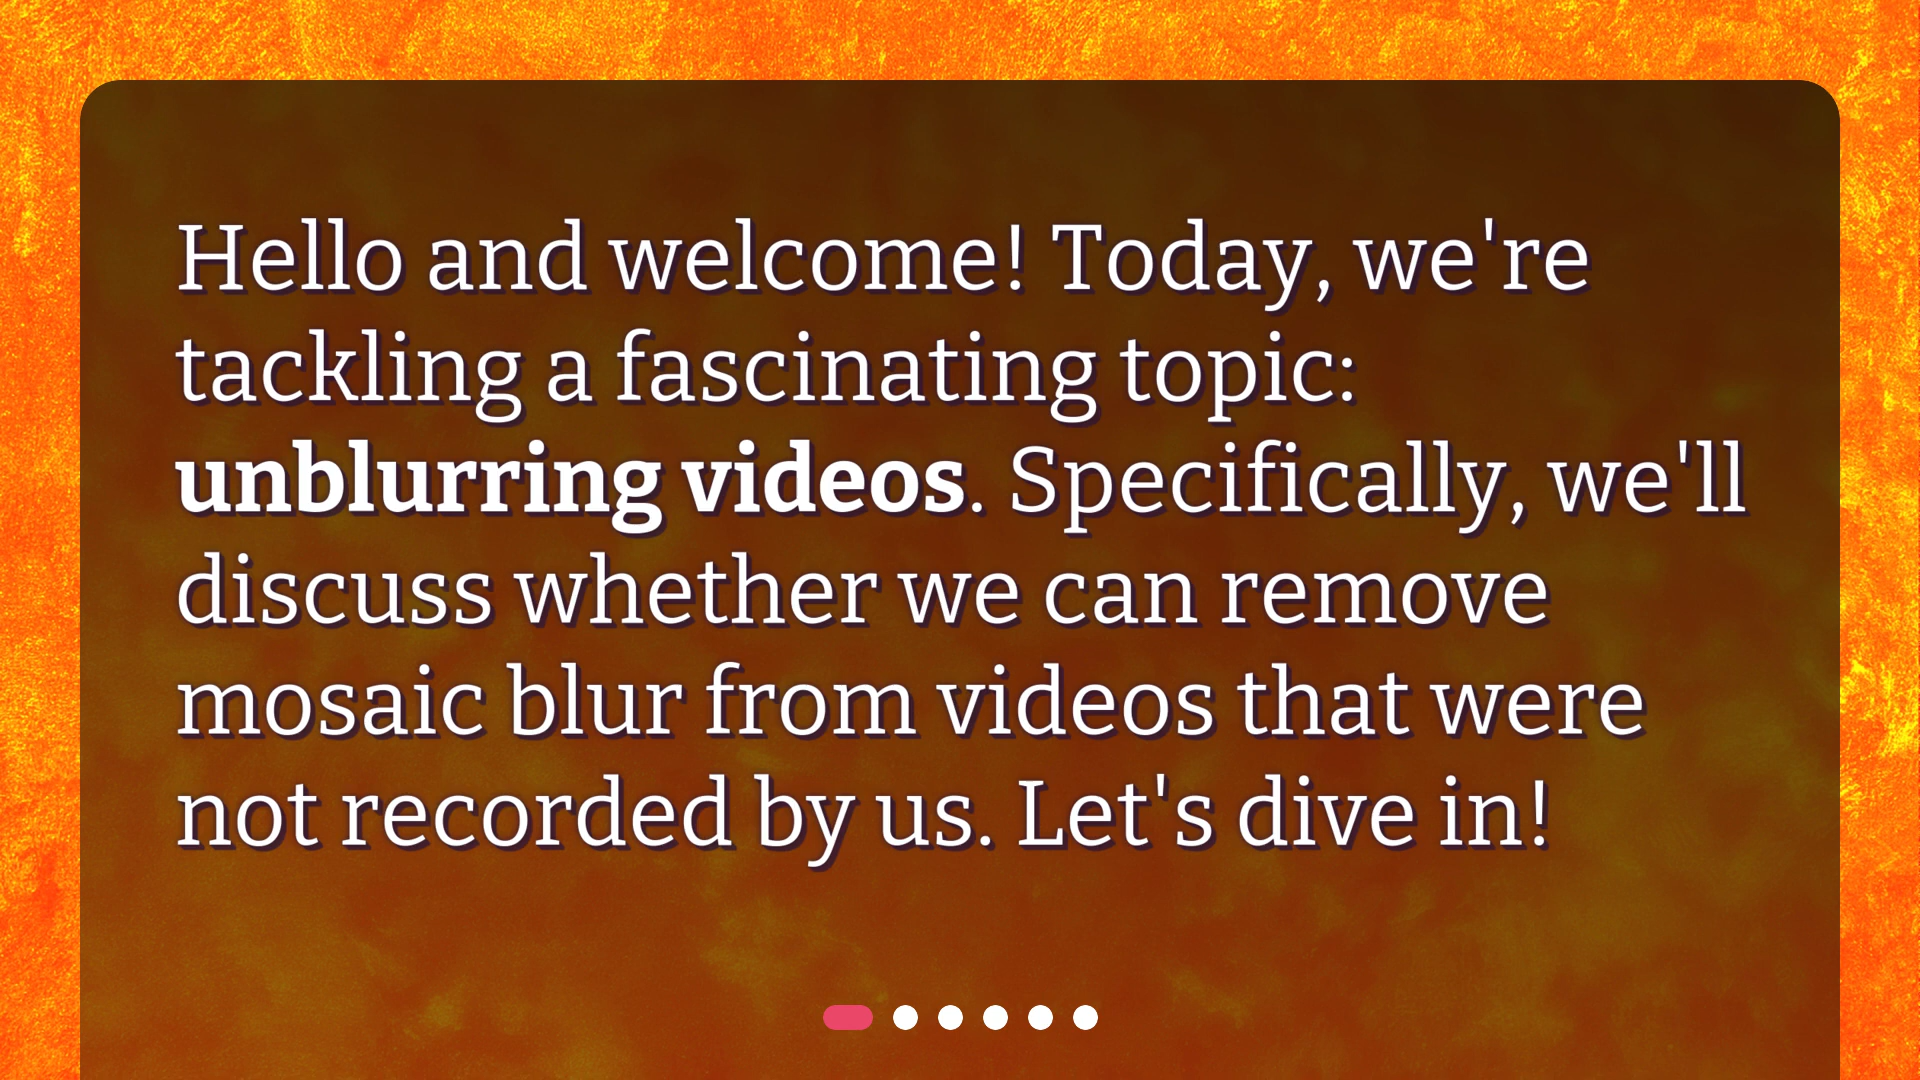 Hello and welcome! Today, we're
tackling a fascinating topic:
unblurring videos. Specifically, we'll
discuss whether we can remove
mosaic blur from videos that were
not recorded by us. Let's dive in!